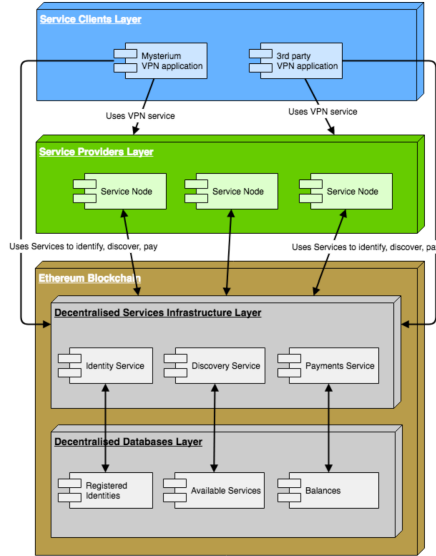 Service Clients Layer
Mysterium
VPN application
3rd party
VPN application
Uses VPN service
Uses VPN service
Service Providers Layer
Service Node
Service Node
Service Node
Uses Services to identify, discover, pay
Uses Services to identify, discover, pa
Ethereum Blockchain
Decentralised Services Infrastructure Layer
Identity Service
Discovery Service
Payments Service
Decentralised Databases Layer
Registered
Identities
Available Services
Balances